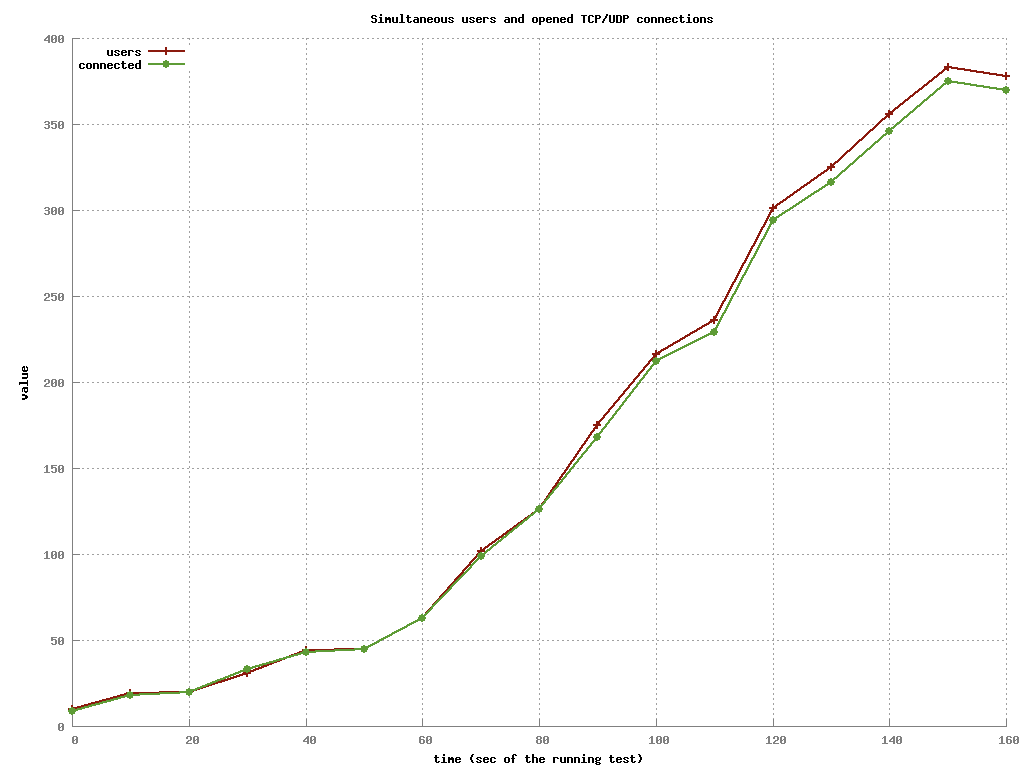 Simultaneous users and opened TCP/UDP connections
users
connected
400
350
300
250
200
150
100
50
0
value
0 20 40 60 80 100 120 140 160
time (sec of the running test)